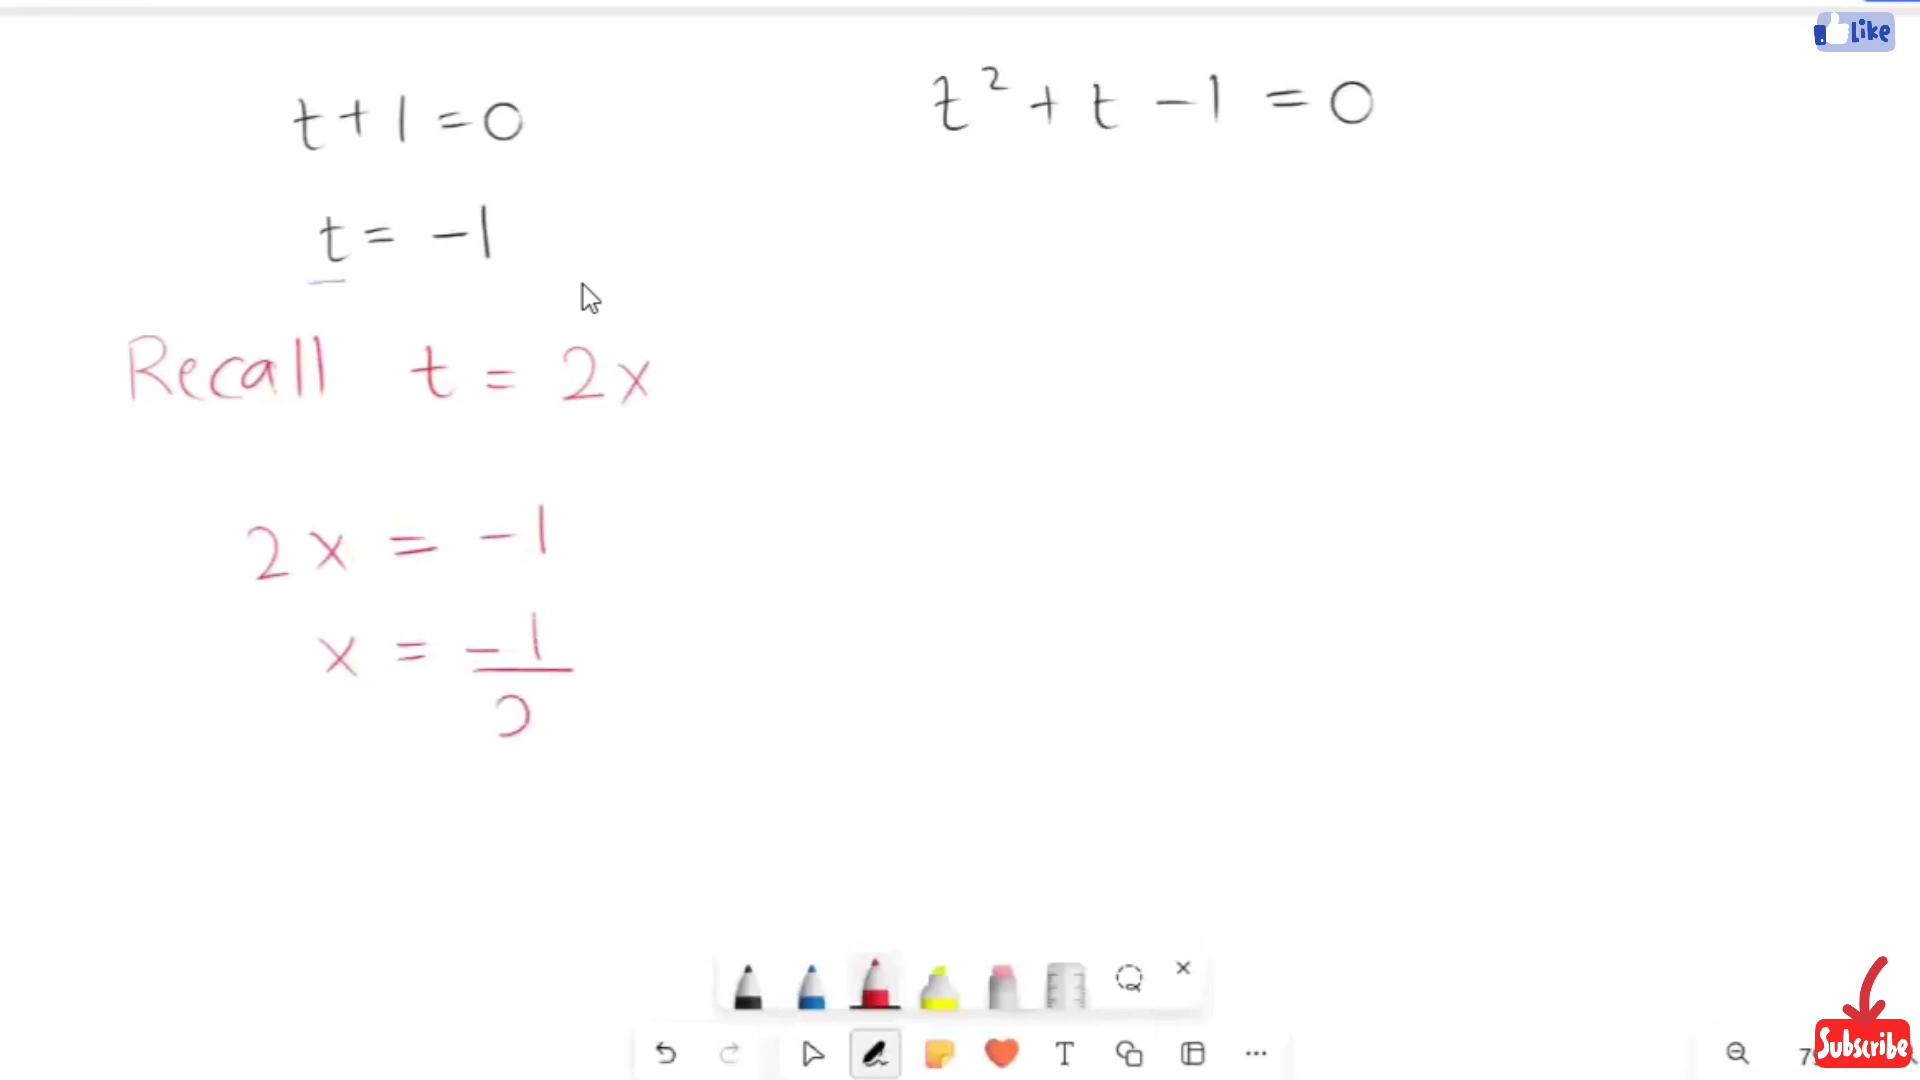 Like
t + 1 = 0
t² + t - 1 = 0
t = -1
Recall t = 2x
2x = -1
x = -1/2
T
Subscribe